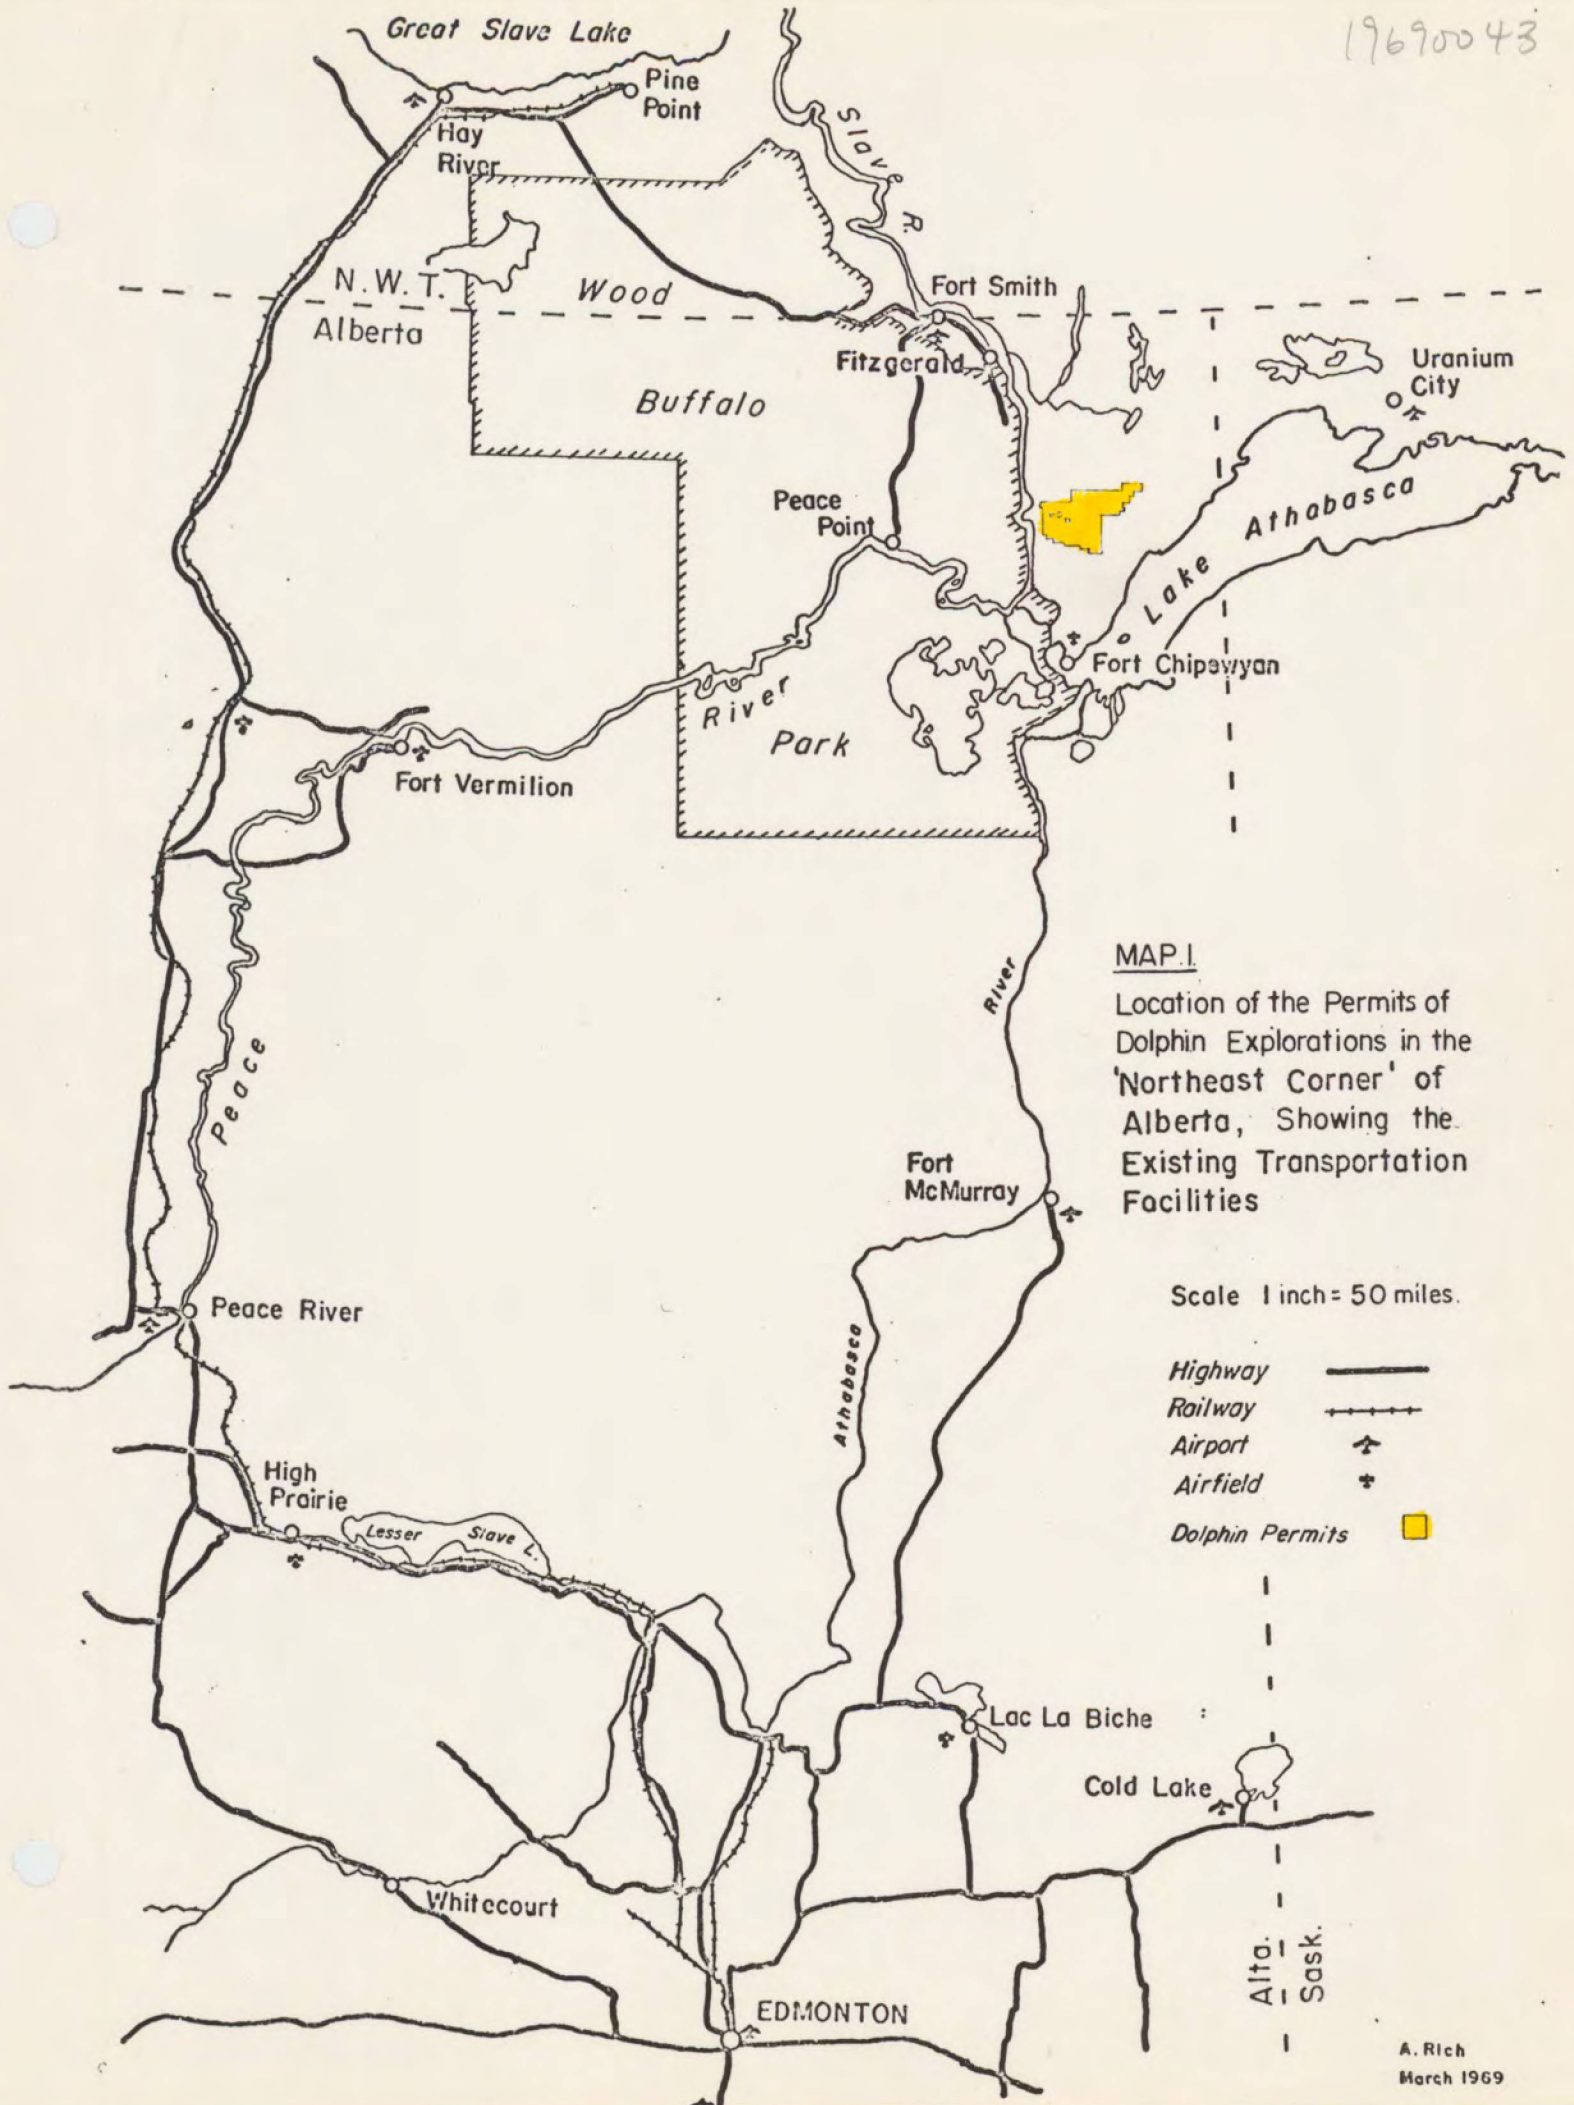 19690043
Great Slave Lake
Pine
Point
Hay
River
Slave
R.
N.W.T.
Alberta
Wood
Fort Smith
Fitzgerald
Uranium
City
Buffalo
Peace
Point
Lake Athabasca
Fort Chipewyan
River
Park
Fort Vermilion
MAP.1.
Location of the Permits of
Dolphin Explorations in the
'Northeast Corner' of
Alberta, Showing the
Existing Transportation
Facilities
River
Peace
Fort
McMurray
Scale 1 inch = 50 miles.
Peace River
Athabasca
Highway
Railway
Airport
Airfield
Dolphin Permits
High
Prairie
Lesser Slave L.
Lac La Biche
Cold Lake
Whitecourt
Alta.
Sask.
EDMONTON
A. Rich
March 1969